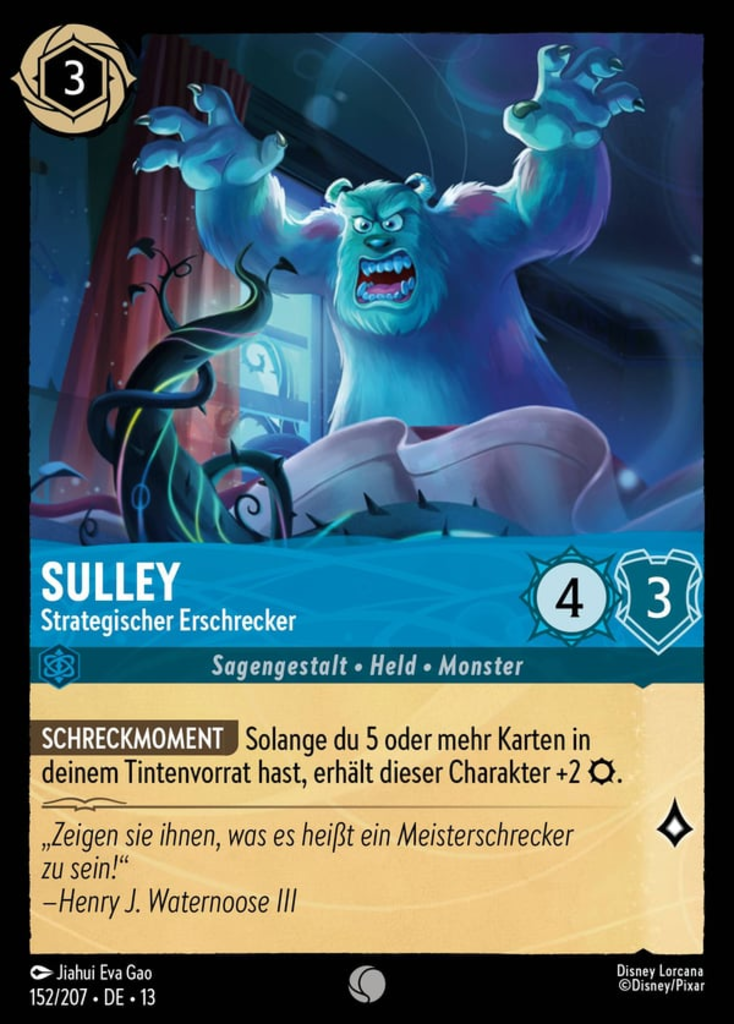 3
SULLEY
Strategischer Erschrecker
4
3
Sagengestalt • Held • Monster
SCHRECKMOMENT Solange du 5 oder mehr Karten in
deinem Tintenvorrat hast, erhält dieser Charakter +2 .
„Zeigen sie ihnen, was es heißt ein Meisterschrecker
zu sein!“
–Henry J. Waternoose III
Jiahui Eva Gao
152/207 • DE • 13
Disney Lorcana
©Disney/Pixar